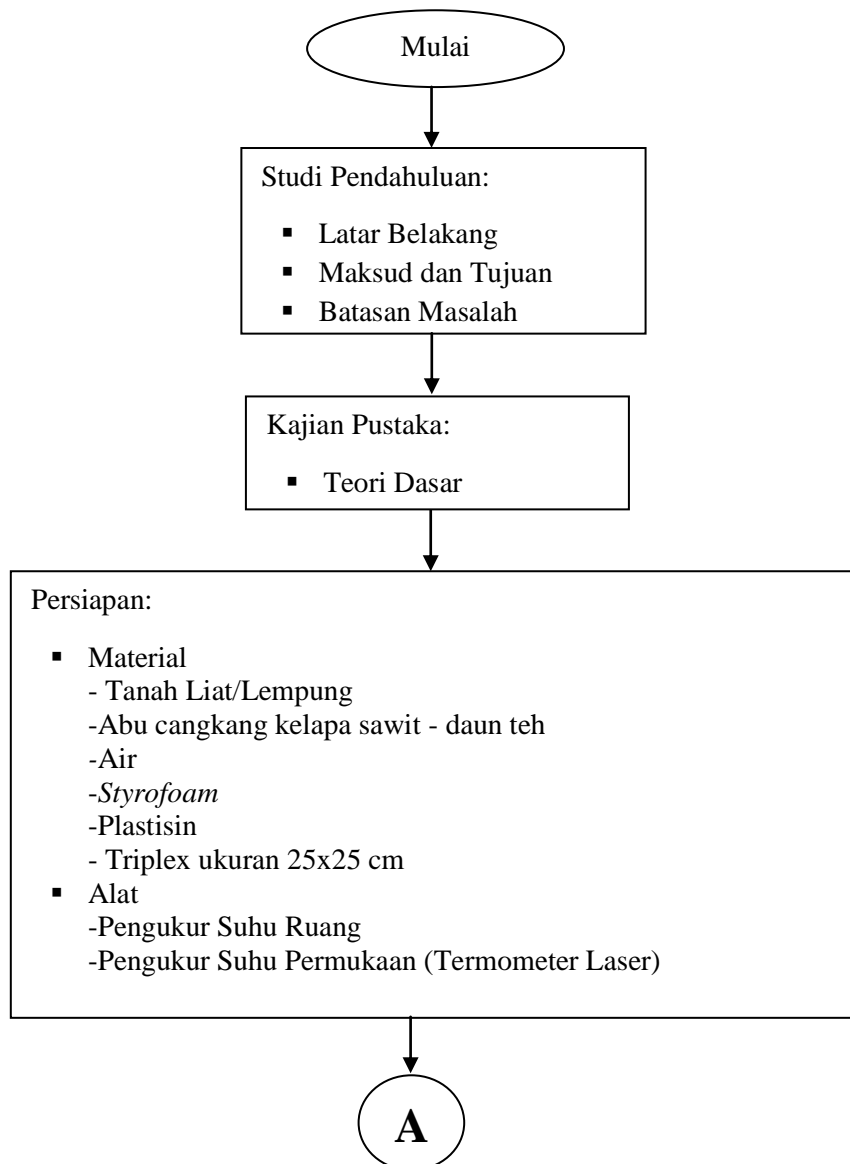 Mulai
Studi Pendahuluan:
▪ Latar Belakang
▪ Maksud dan Tujuan
▪ Batasan Masalah
Kajian Pustaka:
▪ Teori Dasar
Persiapan:
▪ Material
- Tanah Liat/Lempung
-Abu cangkang kelapa sawit - daun teh
-Air
-Styrofoam
-Plastisin
- Triplex ukuran 25x25 cm
▪ Alat
-Pengukur Suhu Ruang
-Pengukur Suhu Permukaan (Termometer Laser)
A